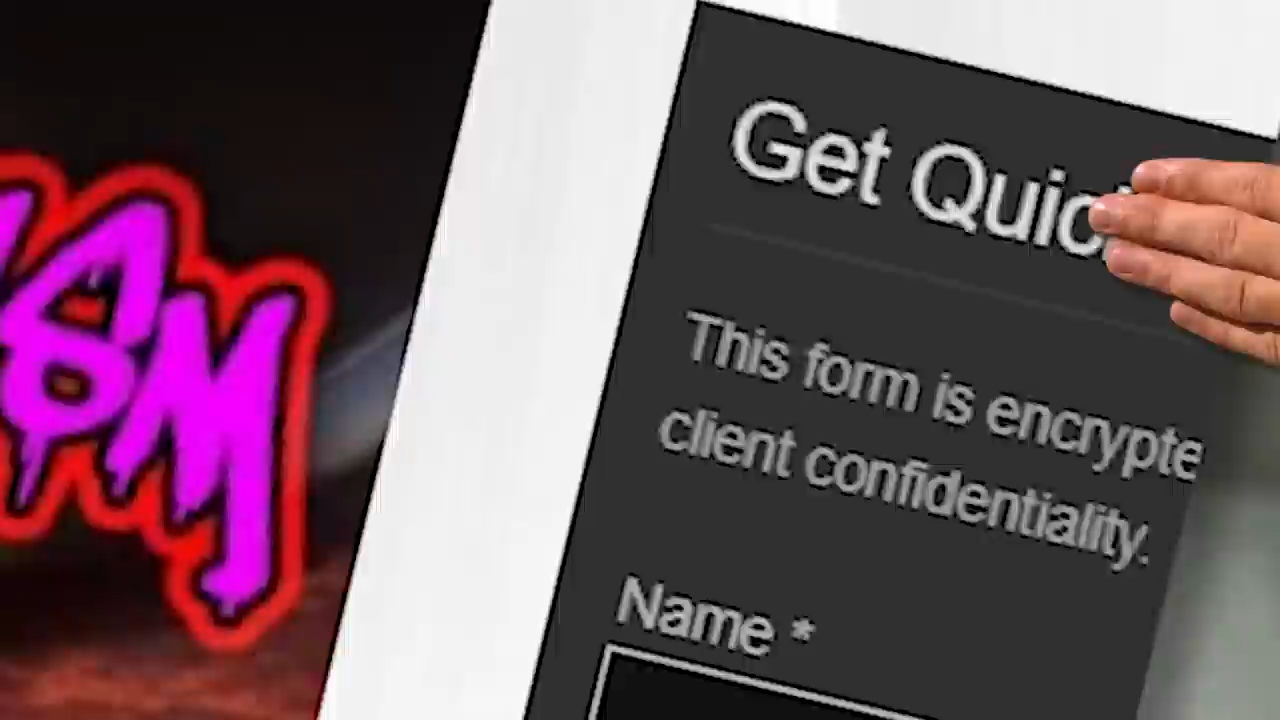 Get Quic
This form is encrypte
client confidentiality.
Name *